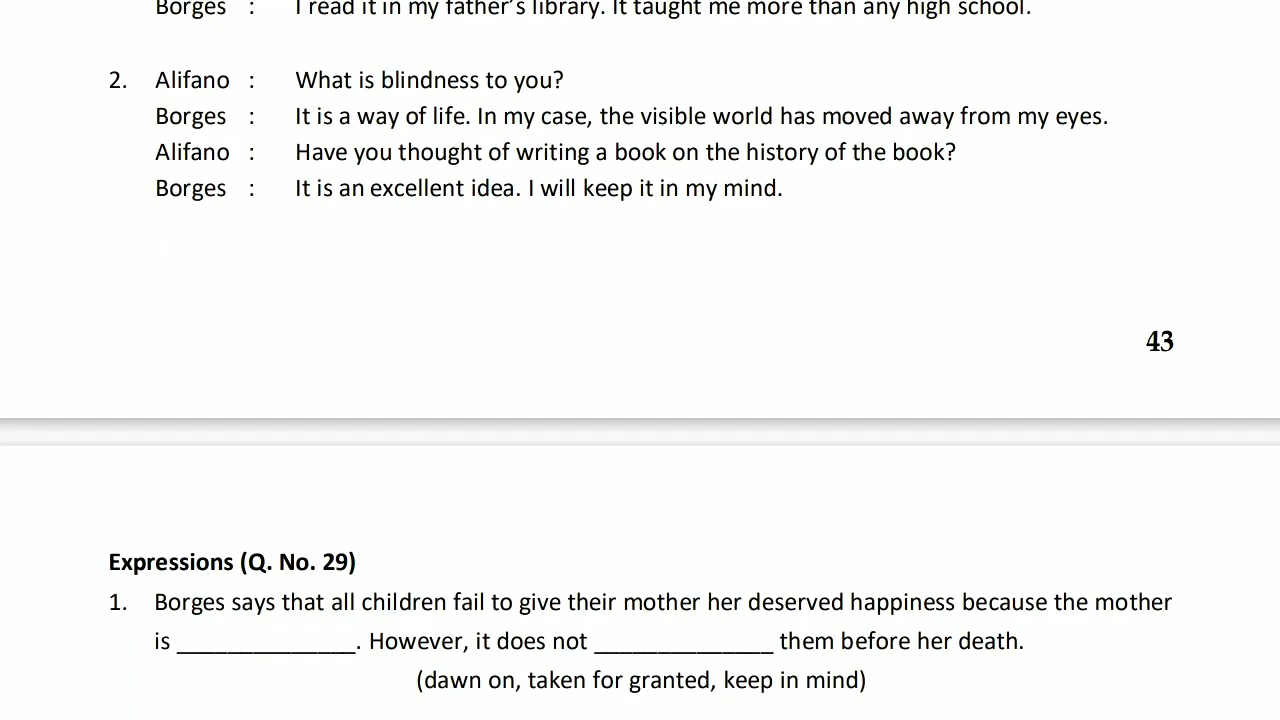 Borges : I read it in my father's library. It taught me more than any high school.
2. Alifano : What is blindness to you?
Borges : It is a way of life. In my case, the visible world has moved away from my eyes.
Alifano : Have you thought of writing a book on the history of the book?
Borges : It is an excellent idea. I will keep it in my mind.
43
Expressions (Q. No. 29)
1. Borges says that all children fail to give their mother her deserved happiness because the mother
is ______________. However, it does not ______________ them before her death.
(dawn on, taken for granted, keep in mind)